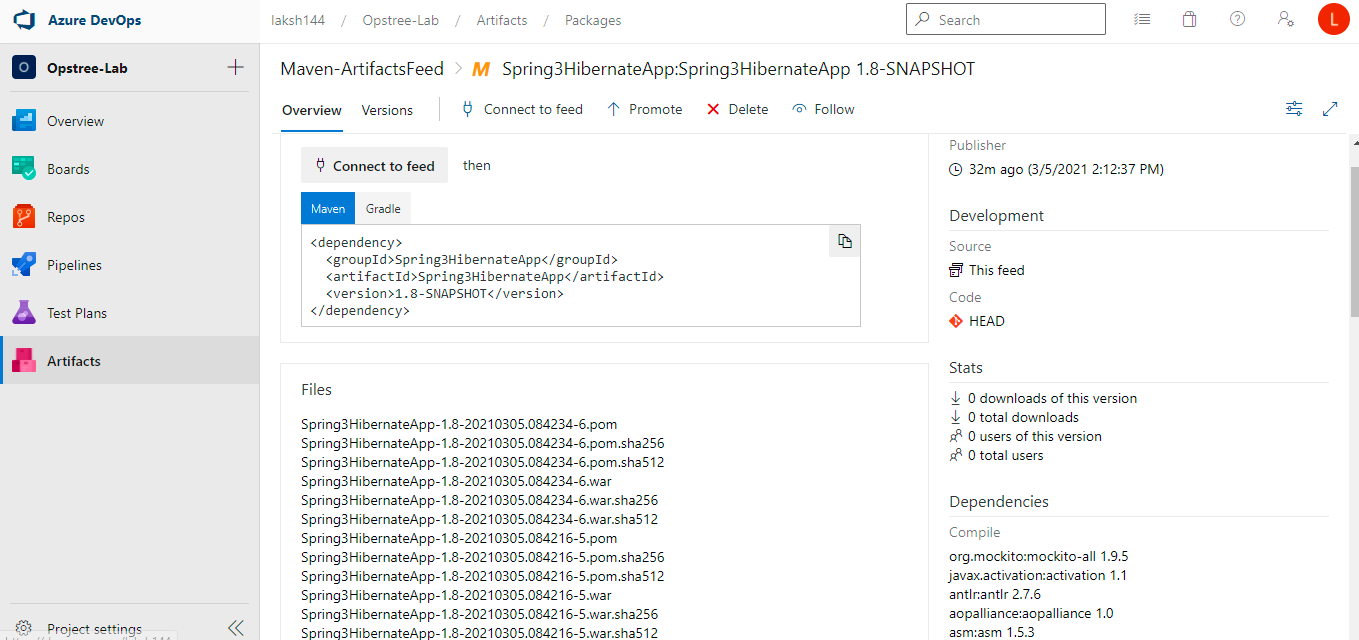 Azure DevOps
laksh144 / Opstree-Lab / Artifacts / Packages
Search
L
O Opstree-Lab
Overview
Boards
Repos
Pipelines
Test Plans
Artifacts
Project settings
Maven-ArtifactsFeed > Spring3HibernateApp:Spring3HibernateApp 1.8-SNAPSHOT
Overview Versions Connect to feed Promote Delete Follow
Connect to feed then
Maven Gradle
<dependency>
<groupId>Spring3HibernateApp</groupId>
<artifactId>Spring3HibernateApp</artifactId>
<version>1.8-SNAPSHOT</version>
</dependency>
Files
Spring3HibernateApp-1.8-20210305.084234-6.pom
Spring3HibernateApp-1.8-20210305.084234-6.pom.sha256
Spring3HibernateApp-1.8-20210305.084234-6.pom.sha512
Spring3HibernateApp-1.8-20210305.084234-6.war
Spring3HibernateApp-1.8-20210305.084234-6.war.sha256
Spring3HibernateApp-1.8-20210305.084234-6.war.sha512
Spring3HibernateApp-1.8-20210305.084216-5.pom
Spring3HibernateApp-1.8-20210305.084216-5.pom.sha256
Spring3HibernateApp-1.8-20210305.084216-5.pom.sha512
Spring3HibernateApp-1.8-20210305.084216-5.war
Spring3HibernateApp-1.8-20210305.084216-5.war.sha256
Spring3HibernateApp-1.8-20210305.084216-5.war.sha512
Publisher
32m ago (3/5/2021 2:12:37 PM)
Development
Source
This feed
Code
HEAD
Stats
0 downloads of this version
0 total downloads
0 users of this version
0 total users
Dependencies
Compile
org.mockito:mockito-all 1.9.5
javax.activation:activation 1.1
antlr:antlr 2.7.6
aopalliance:aopalliance 1.0
asm:asm 1.5.3